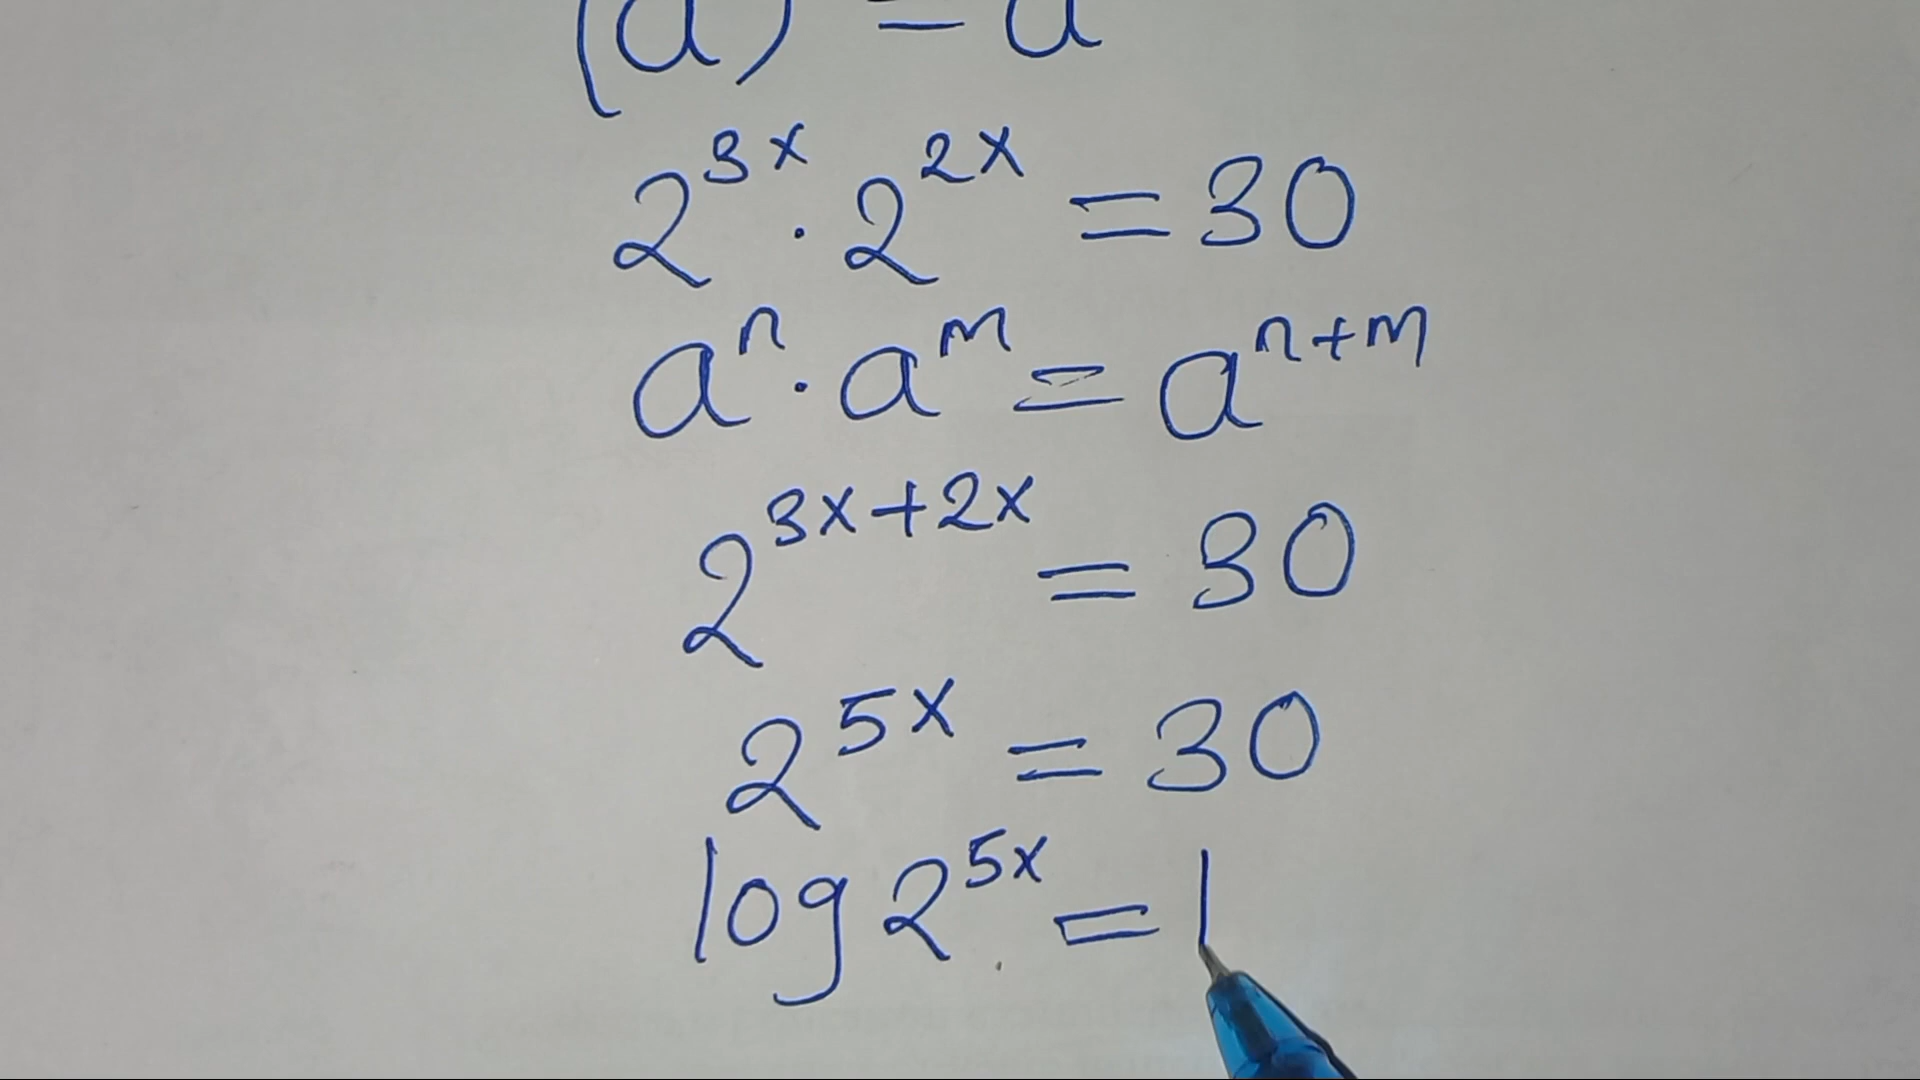 (a) = a
2^3x · 2^2x = 30
a^n · a^m = a^n+m
2^3x+2x = 30
2^5x = 30
log 2^5x = l